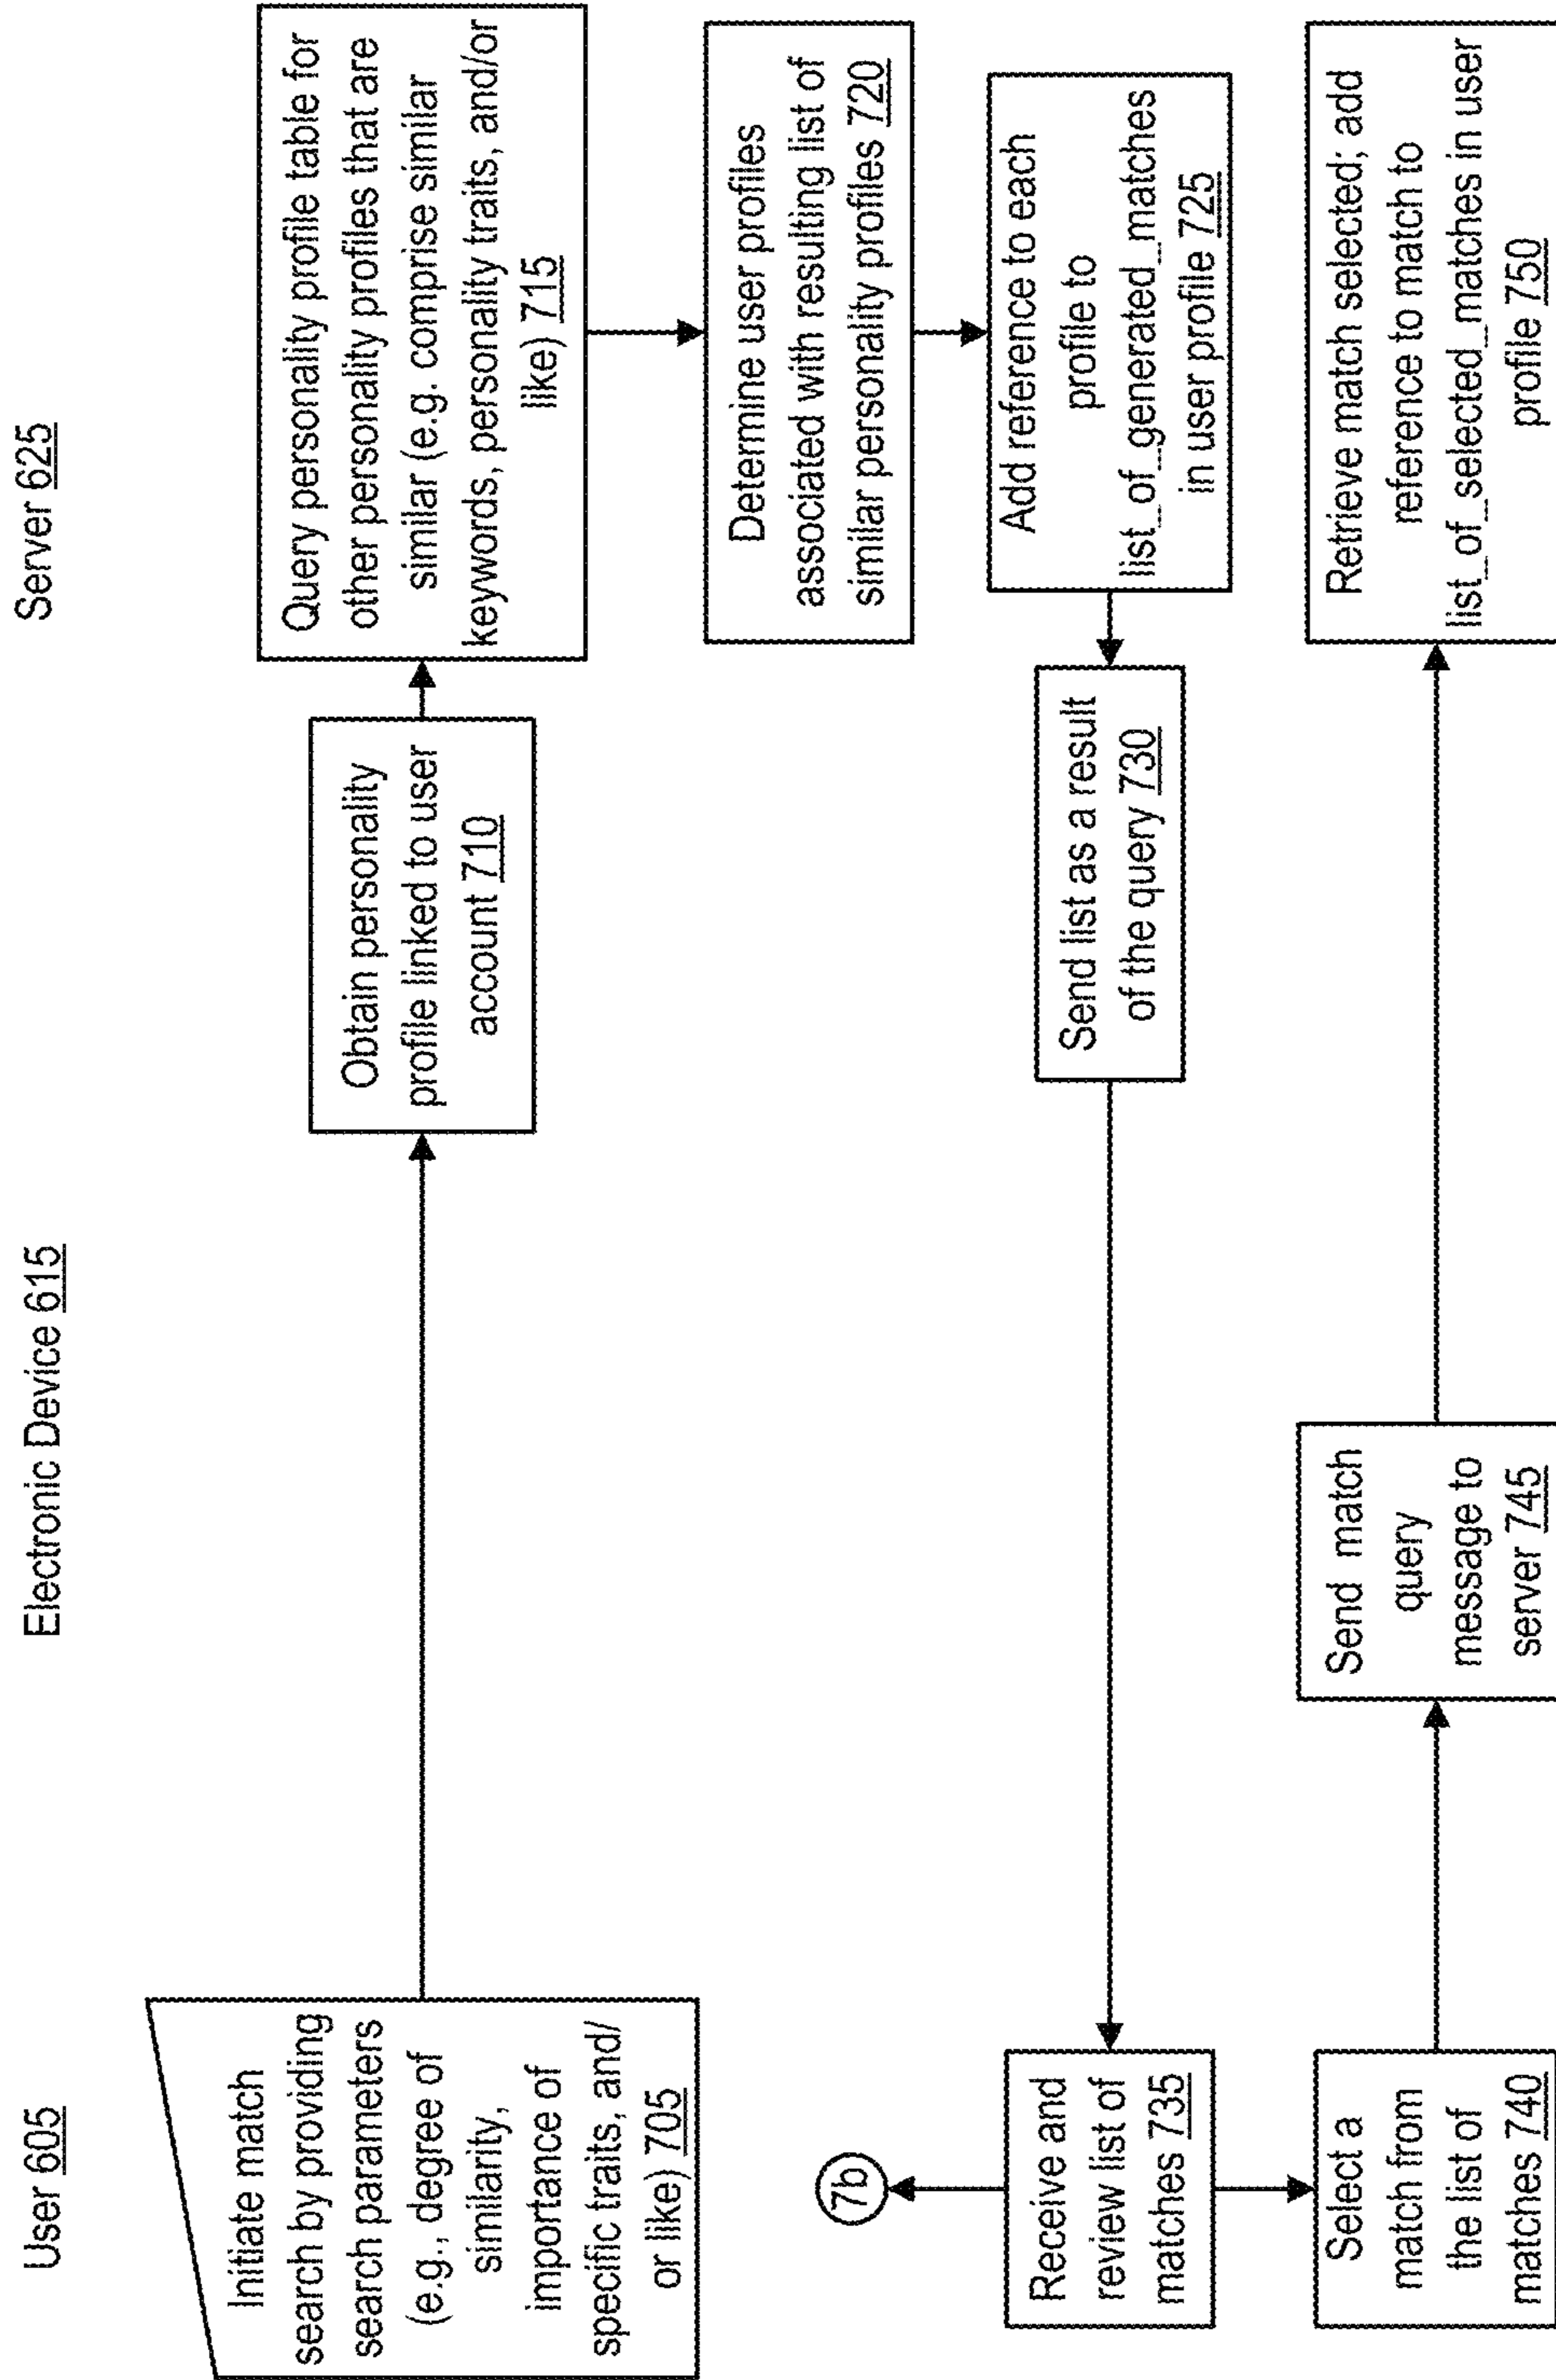 User 605
Electronic Device 615
Server 625
Initiate match
search by providing
search parameters
(e.g., degree of
similarity,
importance of
specific traits, and/
or like) 705
Obtain personality
profile linked to user
account 710
Query personality profile table for
other personality profiles that are
similar (e.g. comprise similar
keywords, personality traits, and/or
like) 715
Determine user profiles
associated with resulting list of
similar personality profiles 720
Add reference to each
profile to
list_of_generated_matches
in user profile 725
Send list as a result
of the query 730
7b
Receive and
review list of
matches 735
Select a
match from
the list of
matches 740
Send match
query
message to
server 745
Retrieve match selected; add
reference to match to
list_of_selected_matches in user
profile 750